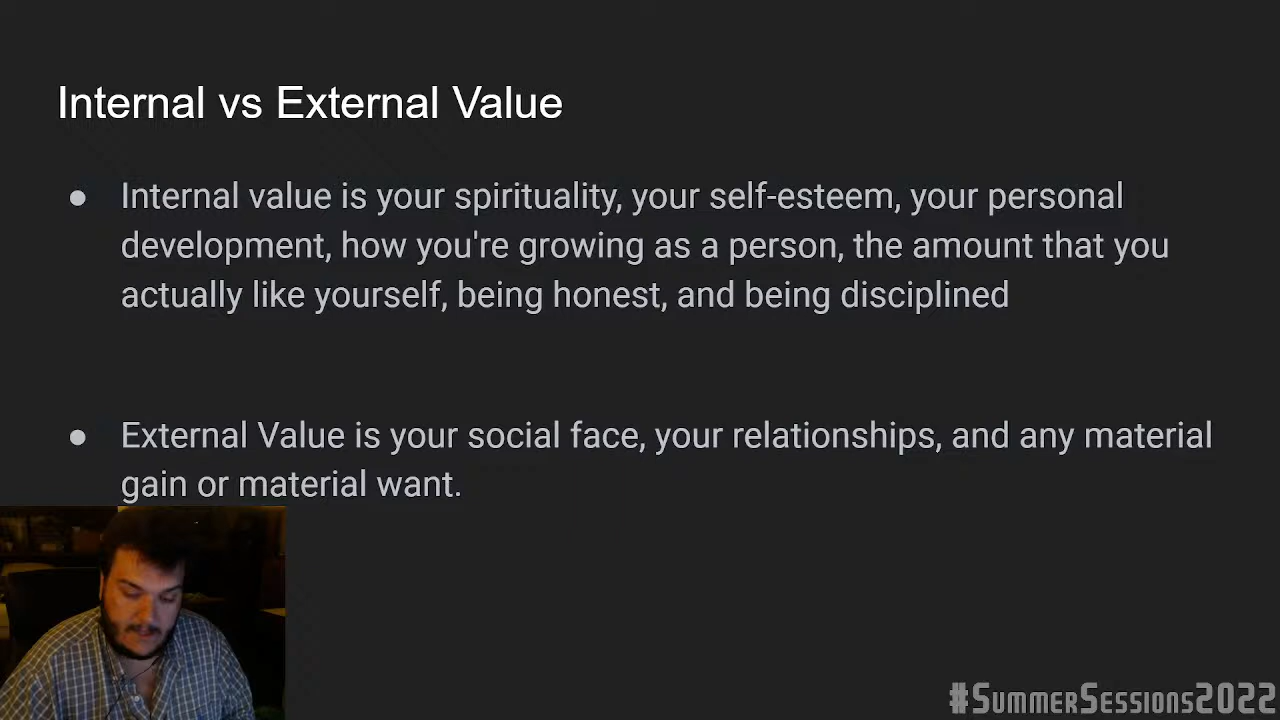 Internal vs External Value
● Internal value is your spirituality, your self-esteem, your personal
development, how you're growing as a person, the amount that you
actually like yourself, being honest, and being disciplined
● External Value is your social face, your relationships, and any material
gain or material want.
#SummerSessions2022